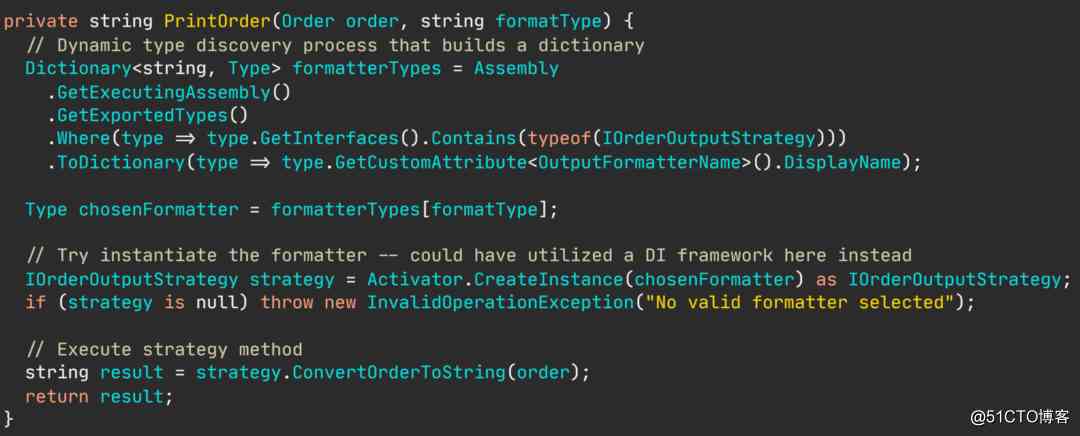 private string PrintOrder(Order order, string formatType) {
  // Dynamic type discovery process that builds a dictionary
  Dictionary<string, Type> formatterTypes = Assembly
    .GetExecutingAssembly()
    .GetExportedTypes()
    .Where(type => type.GetInterfaces().Contains(typeof(IOrderOutputStrategy)))
    .ToDictionary(type => type.GetCustomAttribute<OutputFormatterName>().DisplayName);

  Type chosenFormatter = formatterTypes[formatType];

  // Try instantiate the formatter -- could have utilized a DI framework here instead
  IOrderOutputStrategy strategy = Activator.CreateInstance(chosenFormatter) as IOrderOutputStrategy;
  if (strategy is null) throw new InvalidOperationException("No valid formatter selected");

  // Execute strategy method
  string result = strategy.ConvertOrderToString(order);
  return result;
}
@51CTO博客